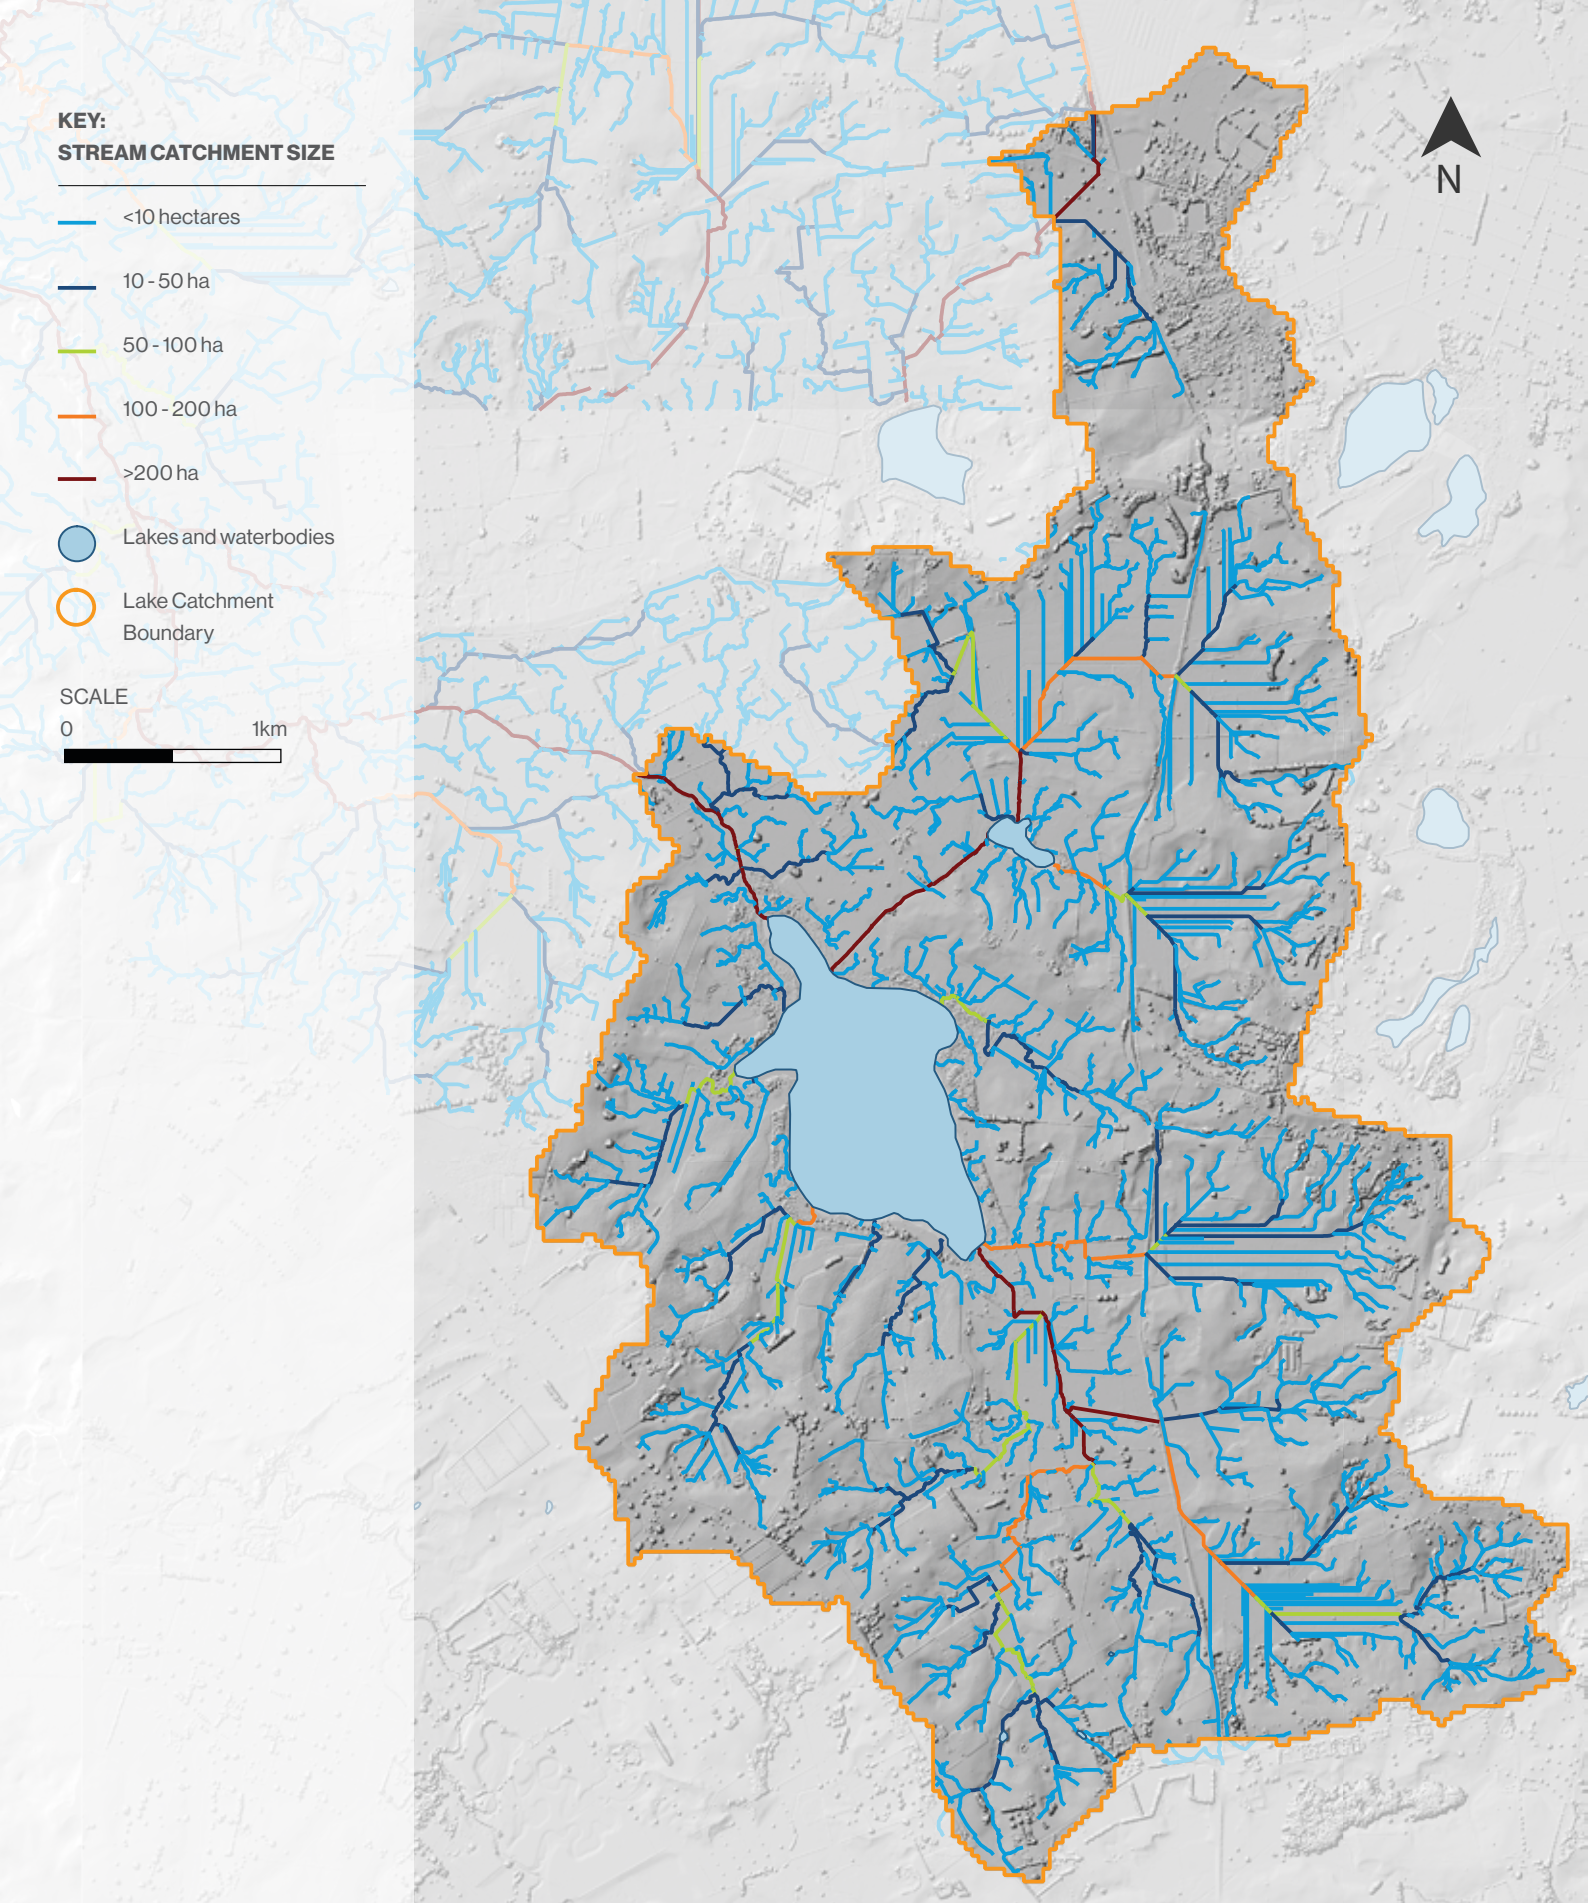 KEY:
STREAM CATCHMENT SIZE
<10 hectares
10 - 50 ha
50 - 100 ha
100 - 200 ha
>200 ha
Lakes and waterbodies
Lake Catchment
Boundary
SCALE
0 1km
N